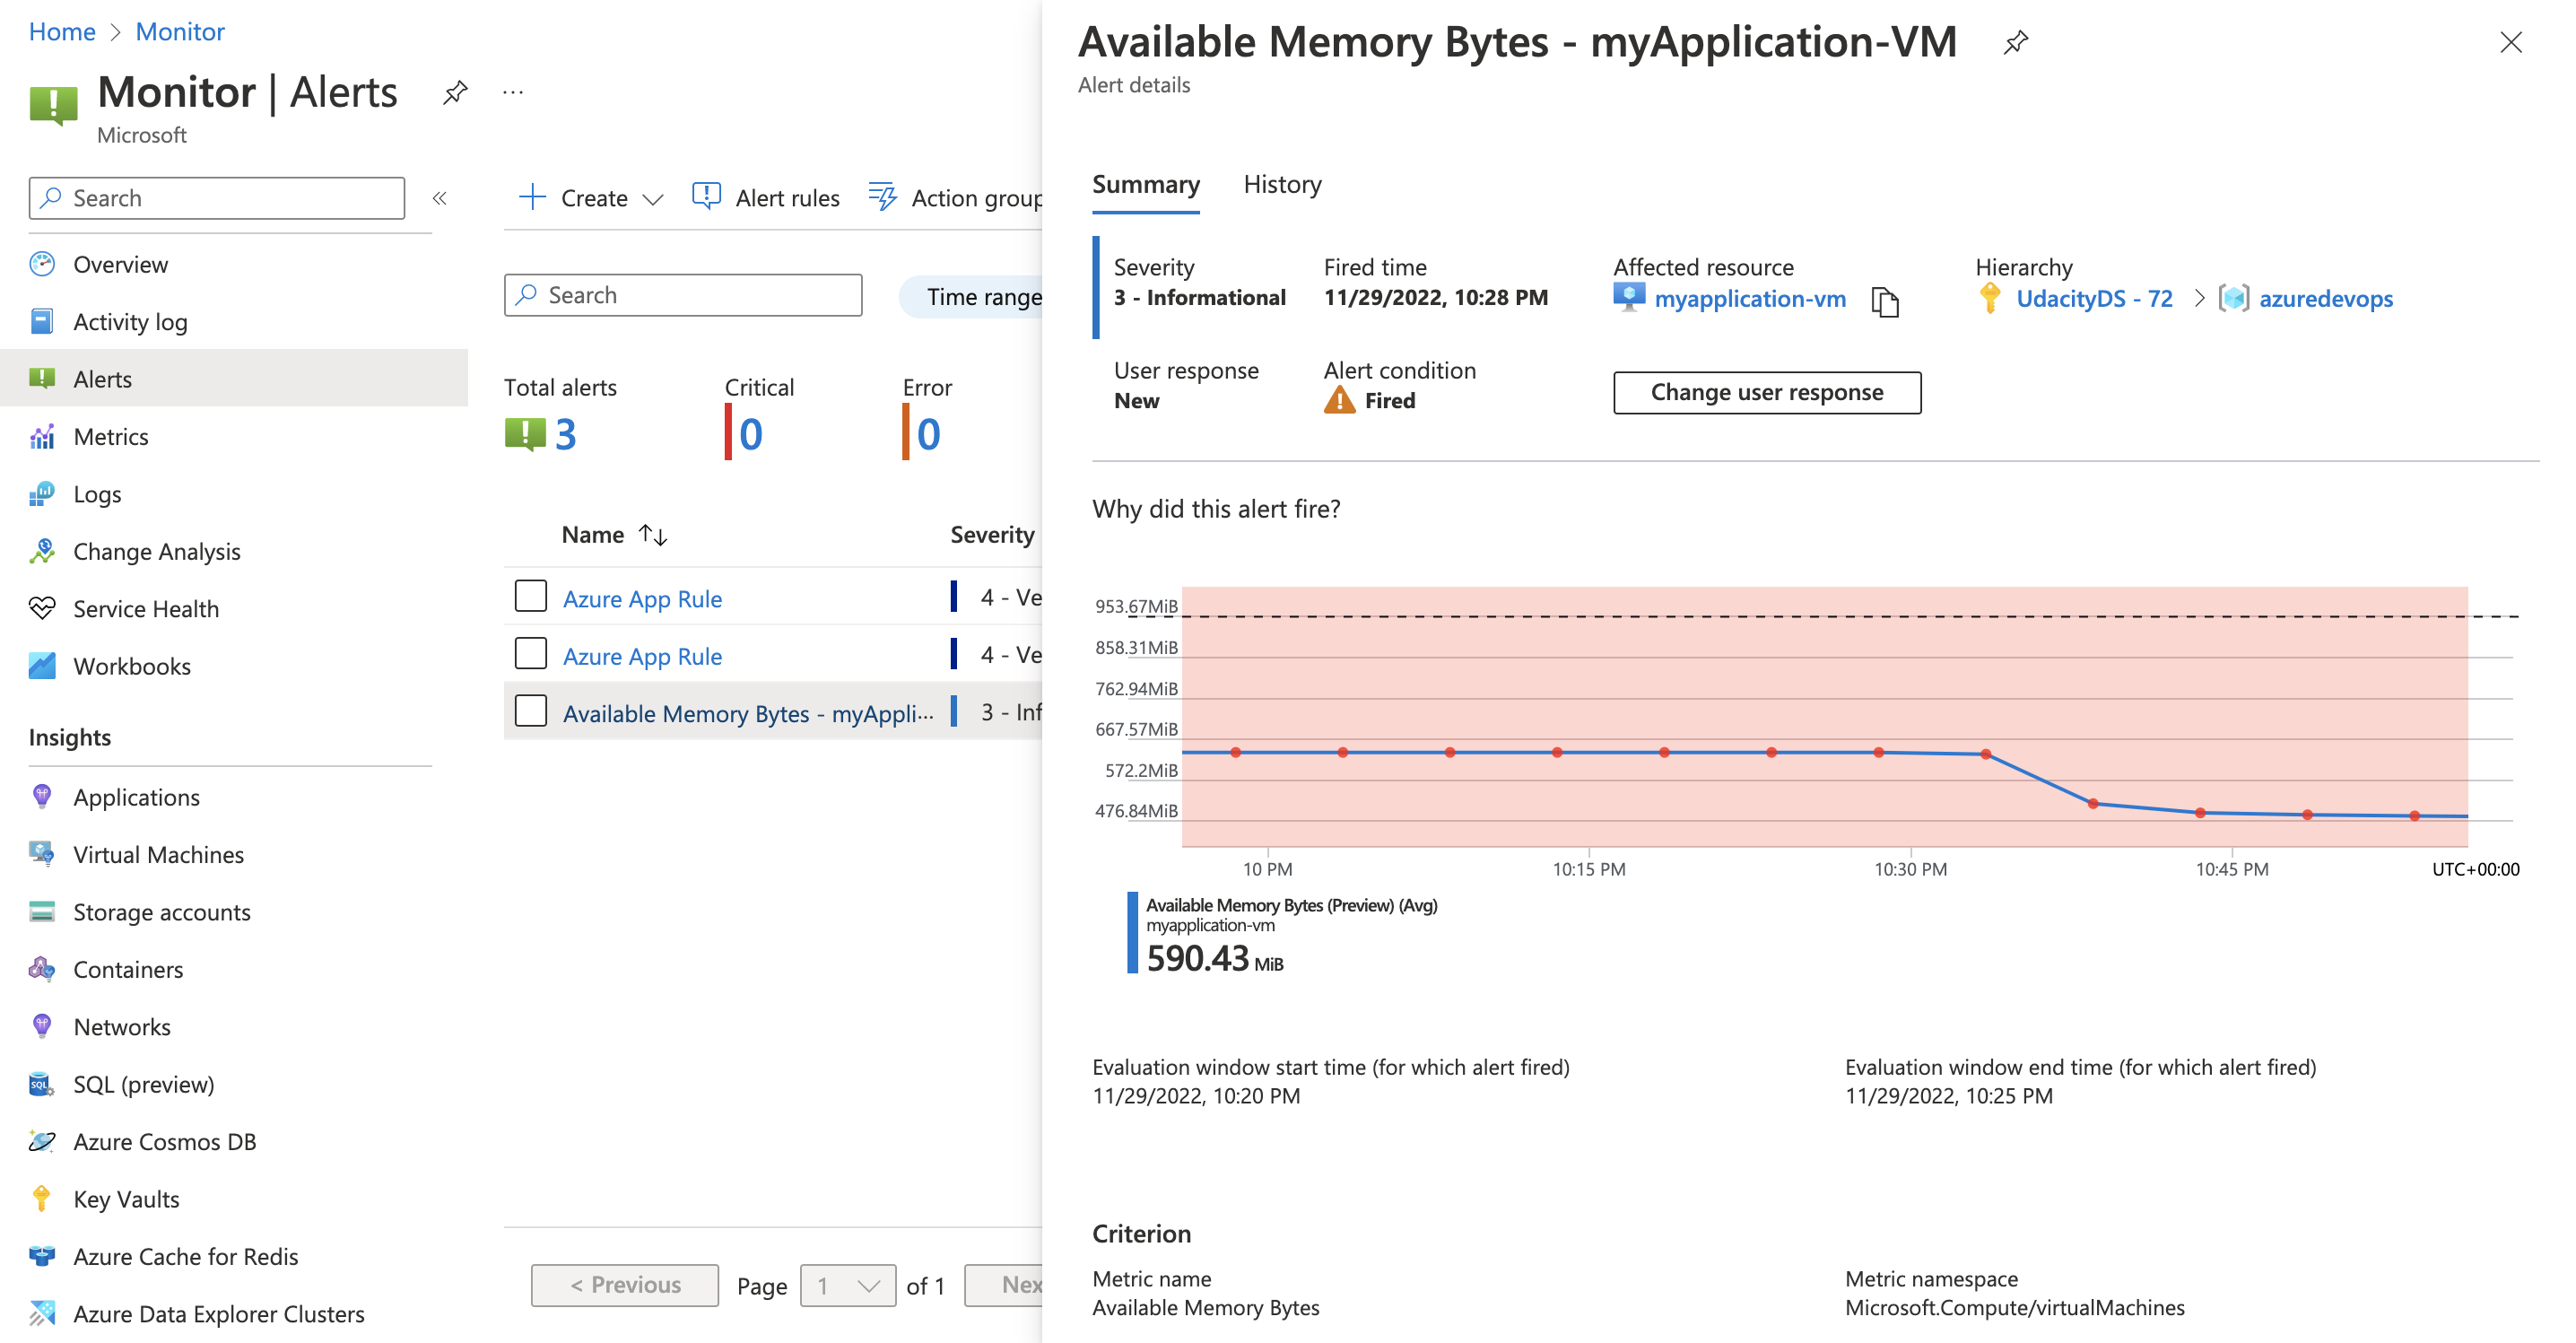 Home > Monitor
Monitor | Alerts
...
Microsoft
Search
«
Overview
Activity log
Alerts
Metrics
Logs
Change Analysis
Service Health
Workbooks
Insights
Applications
Virtual Machines
Storage accounts
Containers
Networks
SQL (preview)
Azure Cosmos DB
Key Vaults
Azure Cache for Redis
Azure Data Explorer Clusters
Create
Alert rules
Action group
Search
Time range
Total alerts
3
Critical
0
Error
0
Name
Severity
Azure App Rule
4 - Ve
Azure App Rule
4 - Ve
Available Memory Bytes - myAppli...
3 - Inf
< Previous
Page
1
of 1
Nex
Available Memory Bytes - myApplication-VM
Alert details
Summary
History
Severity
3 - Informational
Fired time
11/29/2022, 10:28 PM
Affected resource
myapplication-vm
Hierarchy
UdacityDS - 72 > azuredevops
User response
New
Alert condition
Fired
Change user response
Why did this alert fire?
953.67MiB
858.31MiB
762.94MiB
667.57MiB
572.2MiB
476.84MiB
10 PM
10:15 PM
10:30 PM
10:45 PM
UTC+00:00
Available Memory Bytes (Preview) (Avg)
myapplication-vm
590.43 MiB
Evaluation window start time (for which alert fired)
11/29/2022, 10:20 PM
Evaluation window end time (for which alert fired)
11/29/2022, 10:25 PM
Criterion
Metric name
Available Memory Bytes
Metric namespace
Microsoft.Compute/virtualMachines